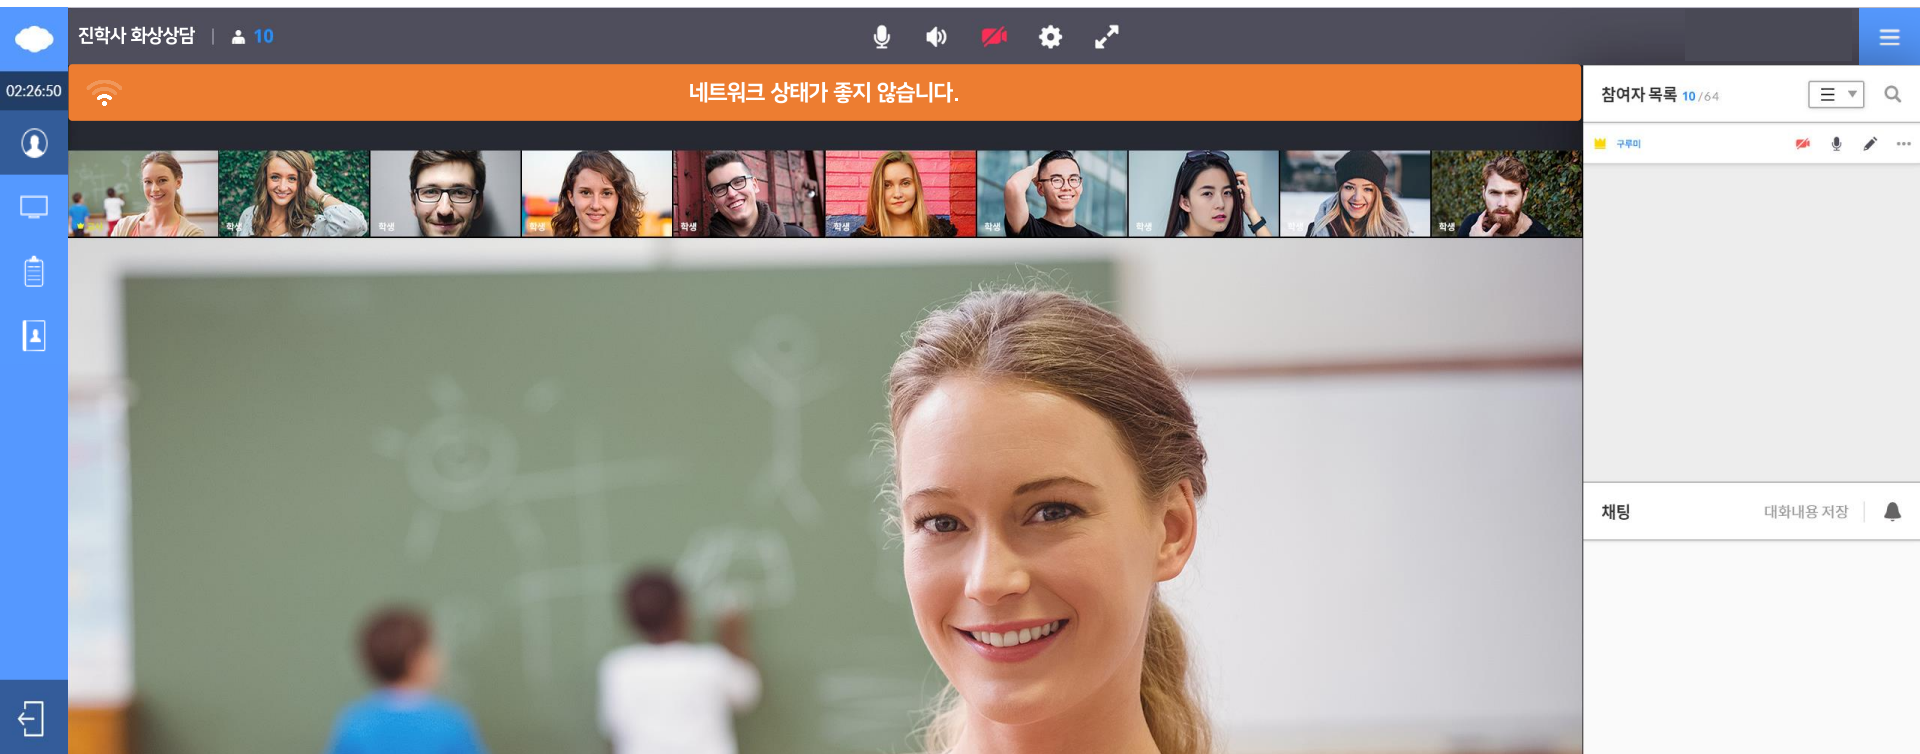 진학사 화상상담 | 10
02:26:50
네트워크 상태가 좋지 않습니다.
참여자 목록 10/64
구루미
학생
학생
학생
학생
학생
학생
학생
학생
학생
채팅
대화내용 저장